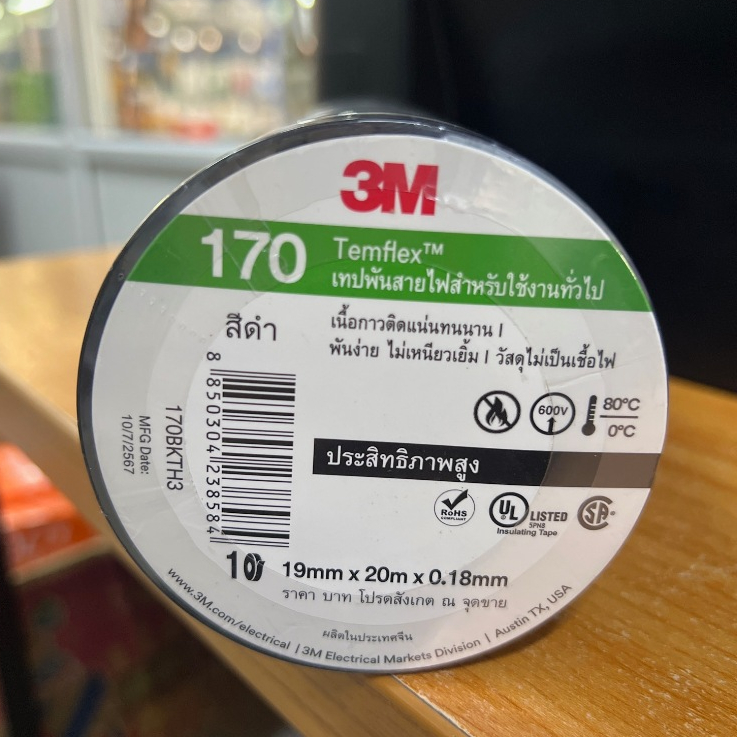 3M
170
Temflex™
เทปพันสายไฟสำหรับใช้งานทั่วไป
สีดำ
เนื้อกาวติดแน่นทนนาน |
พันง่าย ไม่เหนียวเยิ้ม | วัสดุไม่เป็นเชื้อไฟ
8 850304 238584
170BKTH3
MFG Date:
10/7/2567
600V
80°C
0°C
ประสิทธิภาพสูง
RoHS
COMPLIANT
UL
LISTED
5PN8
Insulating Tape
SA
10
19mm x 20m x 0.18mm
ราคา บาท โปรดสังเกต ณ จุดขาย
ผลิตในประเทศจีน
www.3M.com/electrical | 3M Electrical Markets Division | Austin TX, USA